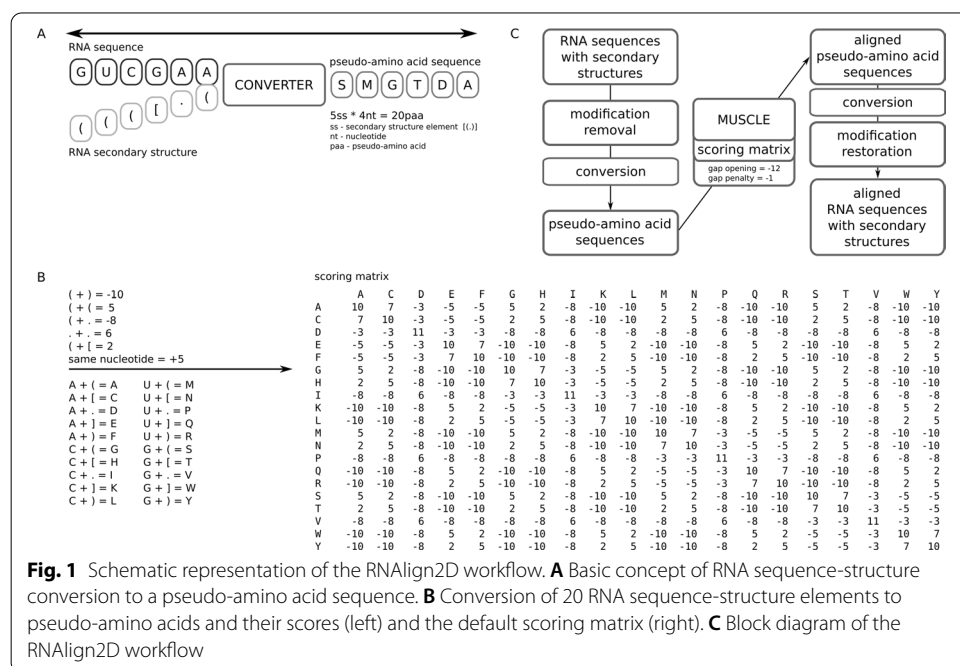 A
RNA sequence
G U C G A A
( ( ( [ . (
RNA secondary structure
CONVERTER
pseudo-amino acid sequence
S M G T D A
5ss * 4nt = 20paa
ss - secondary structure element [(.)]
nt - nucleotide
paa - pseudo-amino acid
C
RNA sequences
with secondary
structures
modification
removal
conversion
pseudo-amino acid
sequences
MUSCLE
scoring matrix
gap opening = -12
gap penalty = -1
aligned
pseudo-amino acid
sequences
conversion
modification
restoration
aligned
RNA sequences
with secondary
structures
B
( + ) = -10
( + ( = 5
( + . = -8
. + . = 6
( + [ = 2
same nucleotide = +5
A + ( = A U + ( = M
A + [ = C U + [ = N
A + . = D U + . = P
A + ] = E U + ] = Q
A + ) = F U + ) = R
C + ( = G G + ( = S
C + [ = H G + [ = T
C + . = I G + . = V
C + ] = K G + ] = W
C + ) = L G + ) = Y
scoring matrix
A C D E F G H I K L M N P Q R S T V W Y
A 10 7 -3 -5 -5 5 2 -8 -10 -10 5 2 -8 -10 -10 5 2 -8 -10 -10
C 7 10 -3 -5 -5 2 5 -8 -10 -10 2 5 -8 -10 -10 2 5 -8 -10 -10
D -3 -3 11 -3 -3 -8 -8 6 -8 -8 -8 -8 6 -8 -8 -8 -8 6 -8 -8
E -5 -5 -3 10 7 -10 -10 -8 5 2 -10 -10 -8 5 2 -10 -10 -8 5 2
F -5 -5 -3 7 10 -10 -10 -8 2 5 -10 -10 -8 2 5 -10 -10 -8 2 5
G 5 2 -8 -10 -10 10 7 -3 -5 -5 5 2 -8 -10 -10 5 2 -8 -10 -10
H 2 5 -8 -10 -10 7 10 -3 -5 -5 2 5 -8 -10 -10 2 5 -8 -10 -10
I -8 -8 6 -8 -8 -3 -3 11 -3 -3 -8 -8 6 -8 -8 -8 -8 6 -8 -8
K -10 -10 -8 5 2 -5 -5 -3 10 7 -10 -10 -8 5 2 -10 -10 -8 5 2
L -10 -10 -8 2 5 -5 -5 -3 7 10 -10 -10 -8 2 5 -10 -10 -8 2 5
M 5 2 -8 -10 -10 5 2 -8 -10 -10 10 7 -3 -5 -5 5 2 -8 -10 -10
N 2 5 -8 -10 -10 2 5 -8 -10 -10 7 10 -3 -5 -5 2 5 -8 -10 -10
P -8 -8 6 -8 -8 -8 -8 6 -8 -8 -3 -3 11 -3 -3 -8 -8 6 -8 -8
Q -10 -10 -8 5 2 -10 -10 -8 5 2 -5 -5 -3 10 7 -10 -10 -8 5 2
R -10 -10 -8 2 5 -10 -10 -8 2 5 -5 -5 -3 7 10 -10 -10 -8 2 5
S 5 2 -8 -10 -10 5 2 -8 -10 -10 5 2 -8 -10 -10 10 7 -3 -5 -5
T 2 5 -8 -10 -10 2 5 -8 -10 -10 2 5 -8 -10 -10 7 10 -3 -5 -5
V -8 -8 6 -8 -8 -8 -8 6 -8 -8 -8 -8 6 -8 -8 -3 -3 11 -3 -3
W -10 -10 -8 5 2 -10 -10 -8 5 2 -10 -10 -8 5 2 -5 -5 -3 10 7
Y -10 -10 -8 2 5 -10 -10 -8 2 5 -10 -10 -8 2 5 -5 -5 -3 7 10
Fig. 1 Schematic representation of the RNAlign2D workflow. A Basic concept of RNA sequence-structure
conversion to a pseudo-amino acid sequence. B Conversion of 20 RNA sequence-structure elements to
pseudo-amino acids and their scores (left) and the default scoring matrix (right). C Block diagram of the
RNAlign2D workflow